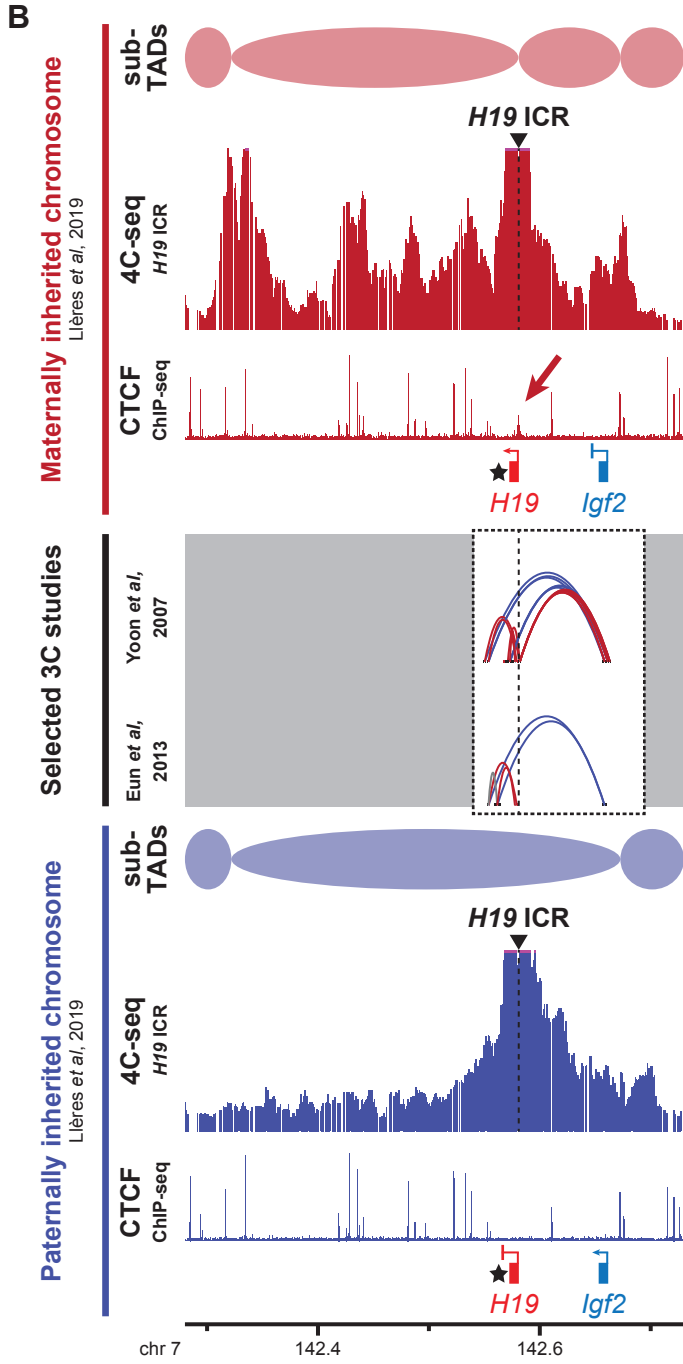 B
Maternally inherited chromosome
Llères et al, 2019
sub-
TADs
H19 ICR
4C-seq
H19 ICR
CTCF
ChIP-seq
H19
Igf2
Selected 3C studies
Yoon et al,
2007
Eun et al,
2013
Paternally inherited chromosome
Llères et al, 2019
sub-
TADs
H19 ICR
4C-seq
H19 ICR
CTCF
ChIP-seq
H19
Igf2
chr 7
142.4
142.6